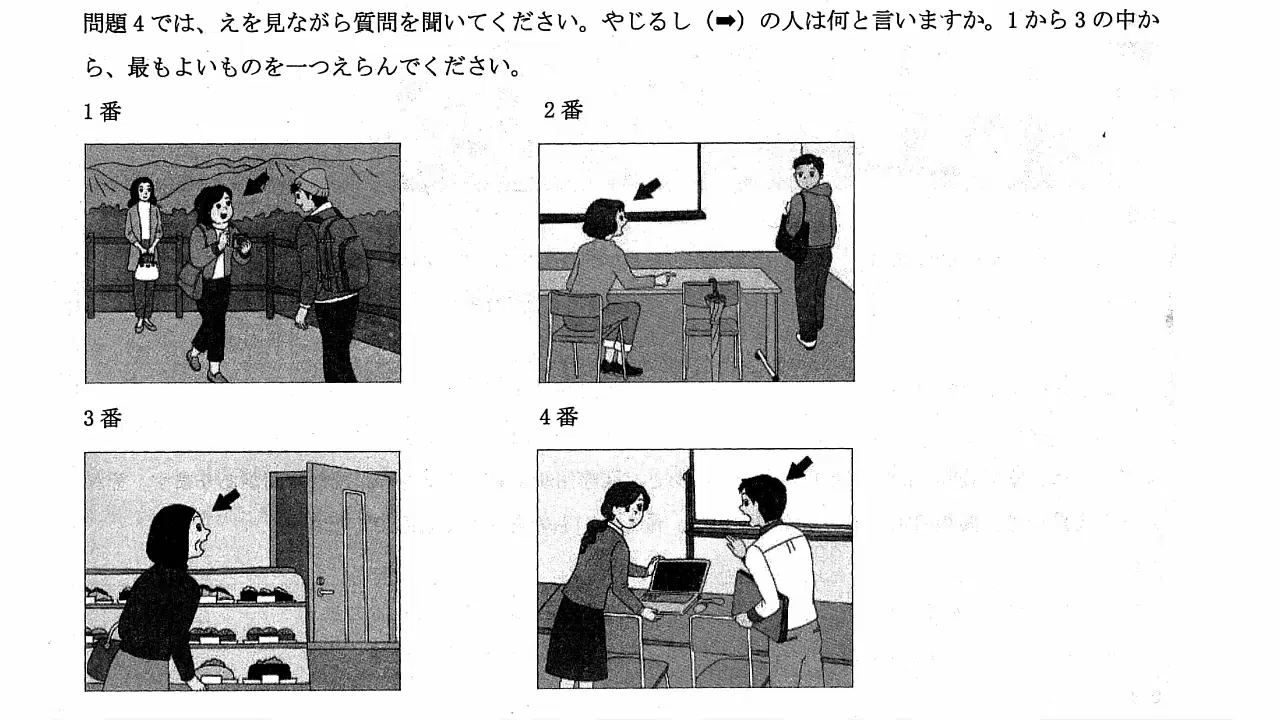 問題4では、えを見ながら質問を聞いてください。やじるし（➡）の人は何と言いますか。1から3の中か
ら、最もよいものを一つえらんでください。
1番
2番
3番
4番